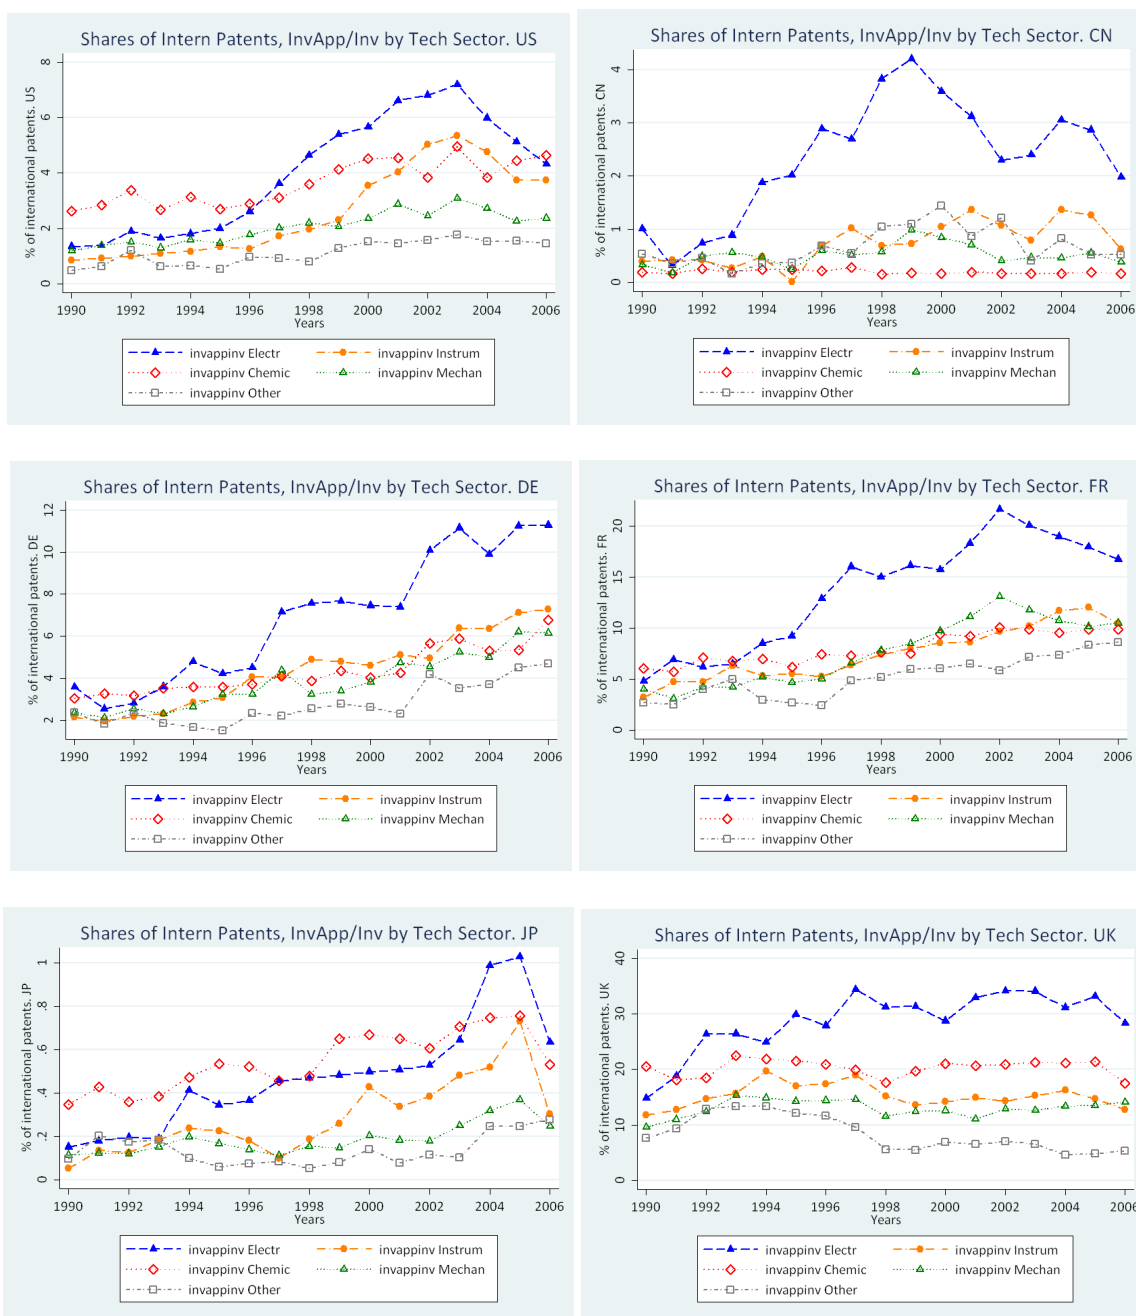 Shares of Intern Patents, InvApp/Inv by Tech Sector. US
% of international patents. US
8
6
4
2
0
1990 1992 1994 1996 1998 2000 2002 2004 2006
Years
invappinv Electr invappinv Instrum
invappinv Chemic invappinv Mechan
invappinv Other
Shares of Intern Patents, InvApp/Inv by Tech Sector. CN
% of international patents. CN
4
3
2
1
0
1990 1992 1994 1996 1998 2000 2002 2004 2006
Years
invappinv Electr invappinv Instrum
invappinv Chemic invappinv Mechan
invappinv Other
Shares of Intern Patents, InvApp/Inv by Tech Sector. DE
% of international patents. DE
12
10
8
6
4
2
1990 1992 1994 1996 1998 2000 2002 2004 2006
Years
invappinv Electr invappinv Instrum
invappinv Chemic invappinv Mechan
invappinv Other
Shares of Intern Patents, InvApp/Inv by Tech Sector. FR
% of international patents. FR
20
15
10
5
0
1990 1992 1994 1996 1998 2000 2002 2004 2006
Years
invappinv Electr invappinv Instrum
invappinv Chemic invappinv Mechan
invappinv Other
Shares of Intern Patents, InvApp/Inv by Tech Sector. JP
% of international patents. JP
1
.8
.6
.4
.2
0
1990 1992 1994 1996 1998 2000 2002 2004 2006
Years
invappinv Electr invappinv Instrum
invappinv Chemic invappinv Mechan
invappinv Other
Shares of Intern Patents, InvApp/Inv by Tech Sector. UK
% of international patents. UK
40
30
20
10
0
1990 1992 1994 1996 1998 2000 2002 2004 2006
Years
invappinv Electr invappinv Instrum
invappinv Chemic invappinv Mechan
invappinv Other